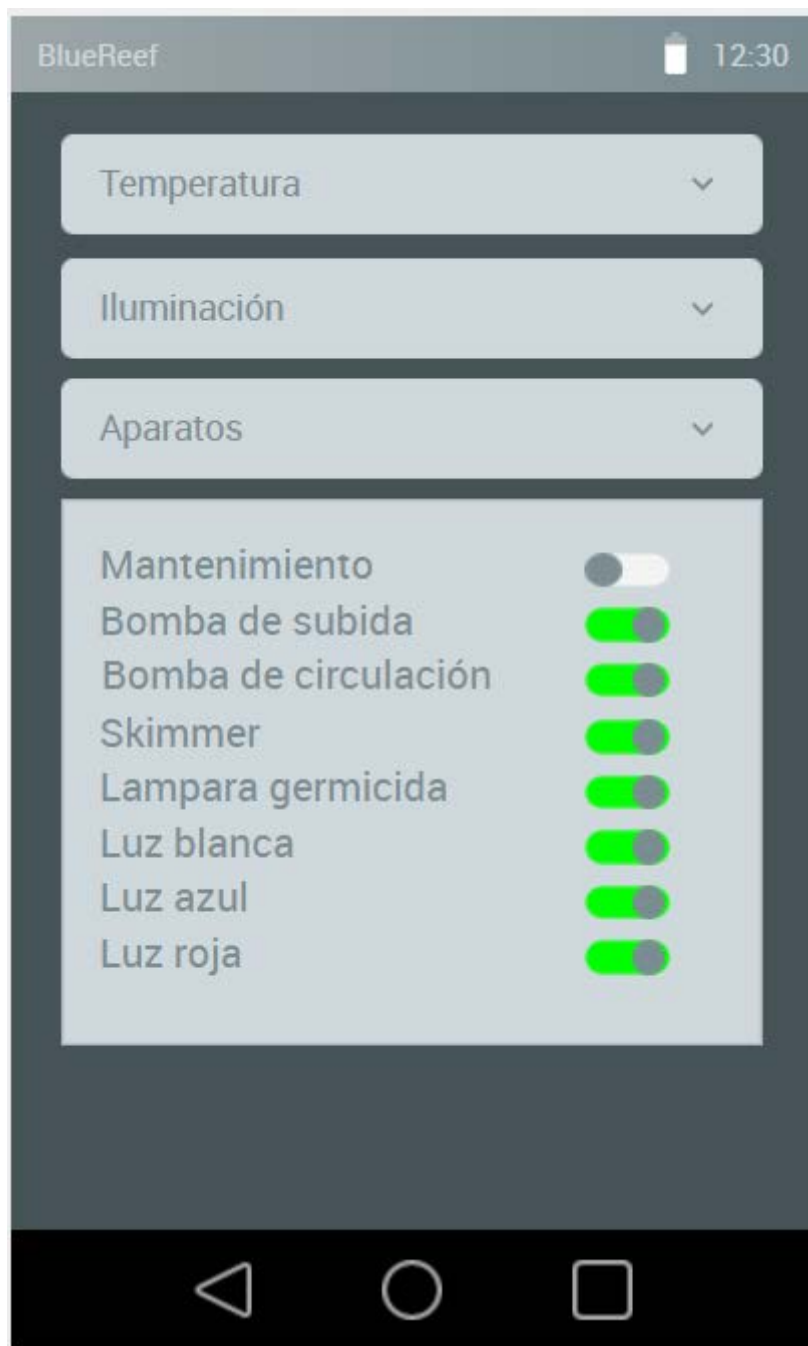 BlueReef 12:30
Temperatura
Iluminación
Aparatos
Mantenimiento
Bomba de subida
Bomba de circulación
Skimmer
Lampara germicida
Luz blanca
Luz azul
Luz roja